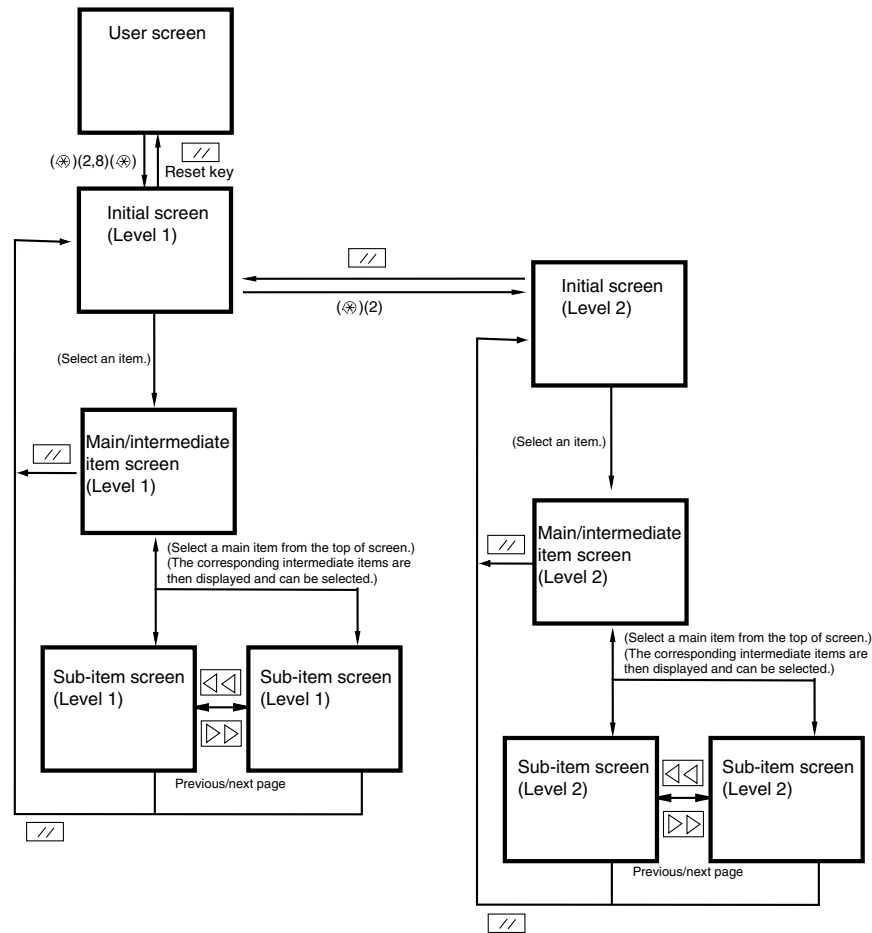 User screen
(✳)(2,8)(✳)
//
Reset key
Initial screen
(Level 1)
//
(✳)(2)
Initial screen
(Level 2)
(Select an item.)
//
Main/intermediate
item screen
(Level 1)
(Select a main item from the top of screen.)
(The corresponding intermediate items are
then displayed and can be selected.)
Sub-item screen
(Level 1)
Sub-item screen
(Level 1)
Previous/next page
//
(Select an item.)
//
Main/intermediate
item screen
(Level 2)
(Select a main item from the top of screen.)
(The corresponding intermediate items are
then displayed and can be selected.)
Sub-item screen
(Level 2)
Sub-item screen
(Level 2)
Previous/next page
//